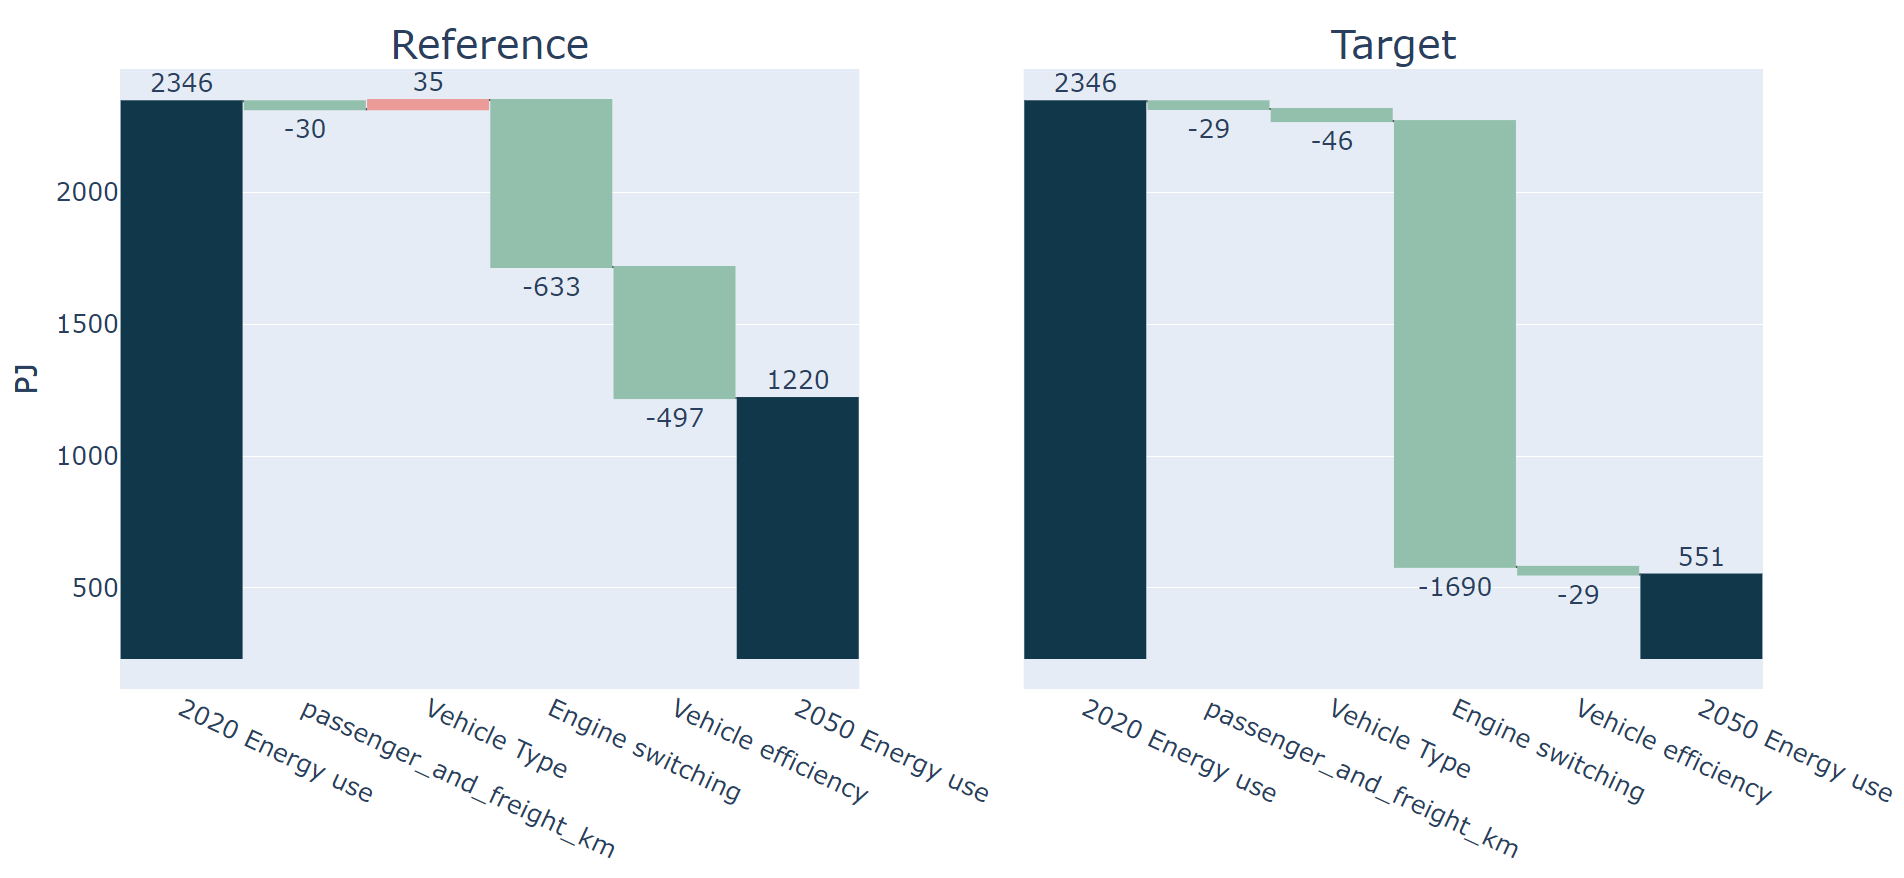 Reference
2346
-30
35
-633
-497
1220
2000
1500
1000
500
PJ
2020 Energy use
passenger_and_freight_km
Vehicle Type
Engine switching
Vehicle efficiency
2050 Energy use
Target
2346
-29
-46
-1690
-29
551
2020 Energy use
passenger_and_freight_km
Vehicle Type
Engine switching
Vehicle efficiency
2050 Energy use